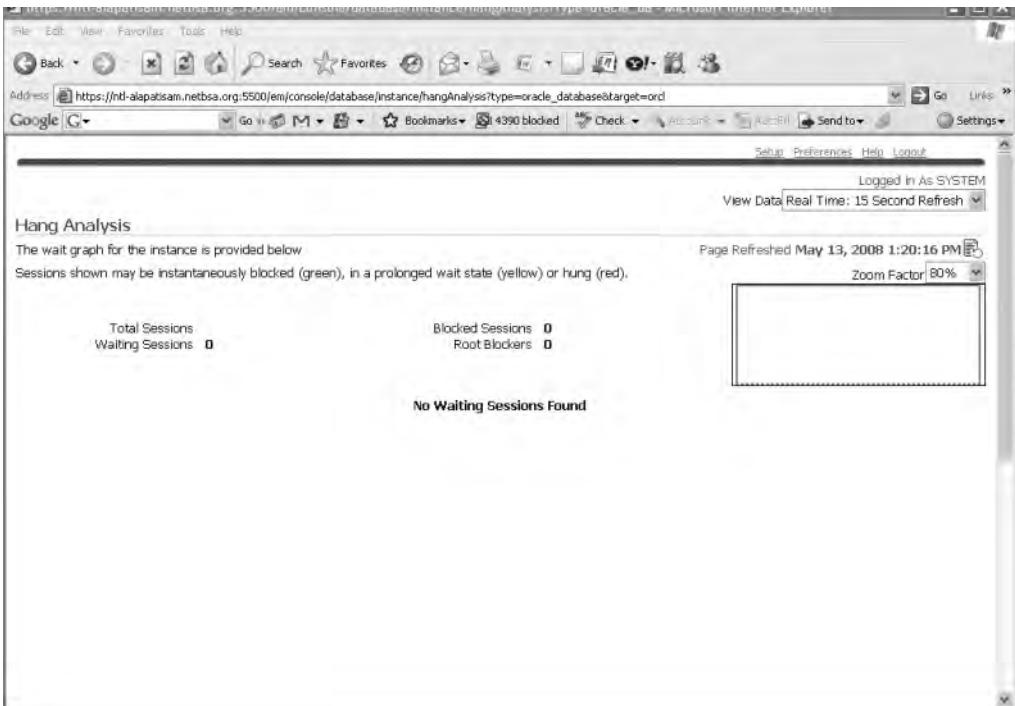 File Edit View Favorites Tools Help
Back Search Favorites
Address https://ntl-alapatisam.netbsa.org:5500/em/console/database/instance/hangAnalysis?type=oracle_database&target=orcl Go Links »
Google G Go Bookmarks 4390 blocked Check AutoFill Send to Settings
Setup Preferences Help Logout
Logged in As SYSTEM
View Data Real Time: 15 Second Refresh
Hang Analysis
The wait graph for the instance is provided below
Page Refreshed May 13, 2008 1:20:16 PM
Sessions shown may be instantaneously blocked (green), in a prolonged wait state (yellow) or hung (red).
Zoom Factor 80%
Total Sessions
Waiting Sessions 0
Blocked Sessions 0
Root Blockers 0
No Waiting Sessions Found